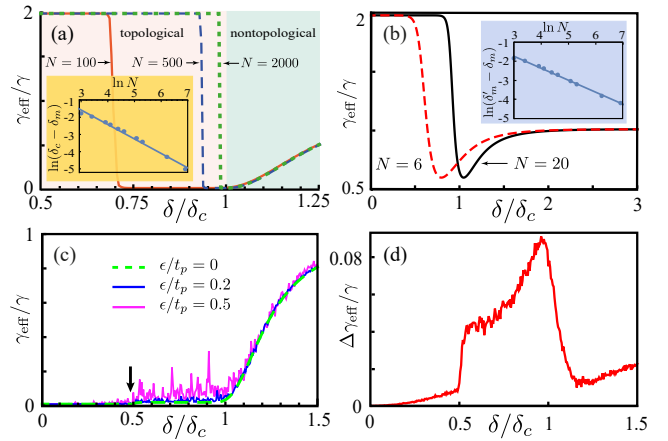 (a)
topological
nontopological
N = 100
N = 500
N = 2000
ln N
3 4 5 6 7
-1
-2
-3
-4
-5
ln(δc − δm)
2
1
0
γeff/γ
0.5 0.75 1 1.25
δ/δc
(b)
ln N
3 4 5 6 7
-1
-2
-3
-4
-5
ln(δ′m − δm)
N = 6
N = 20
2
0.5
γeff/γ
0 1 2 3
δ/δc
(c)
ϵ/tp = 0
ϵ/tp = 0.2
ϵ/tp = 0.5
1
0
γeff/γ
0 0.5 1 1.5
δ/δc
(d)
0.08
0
Δγeff/γ
0 0.5 1 1.5
δ/δc